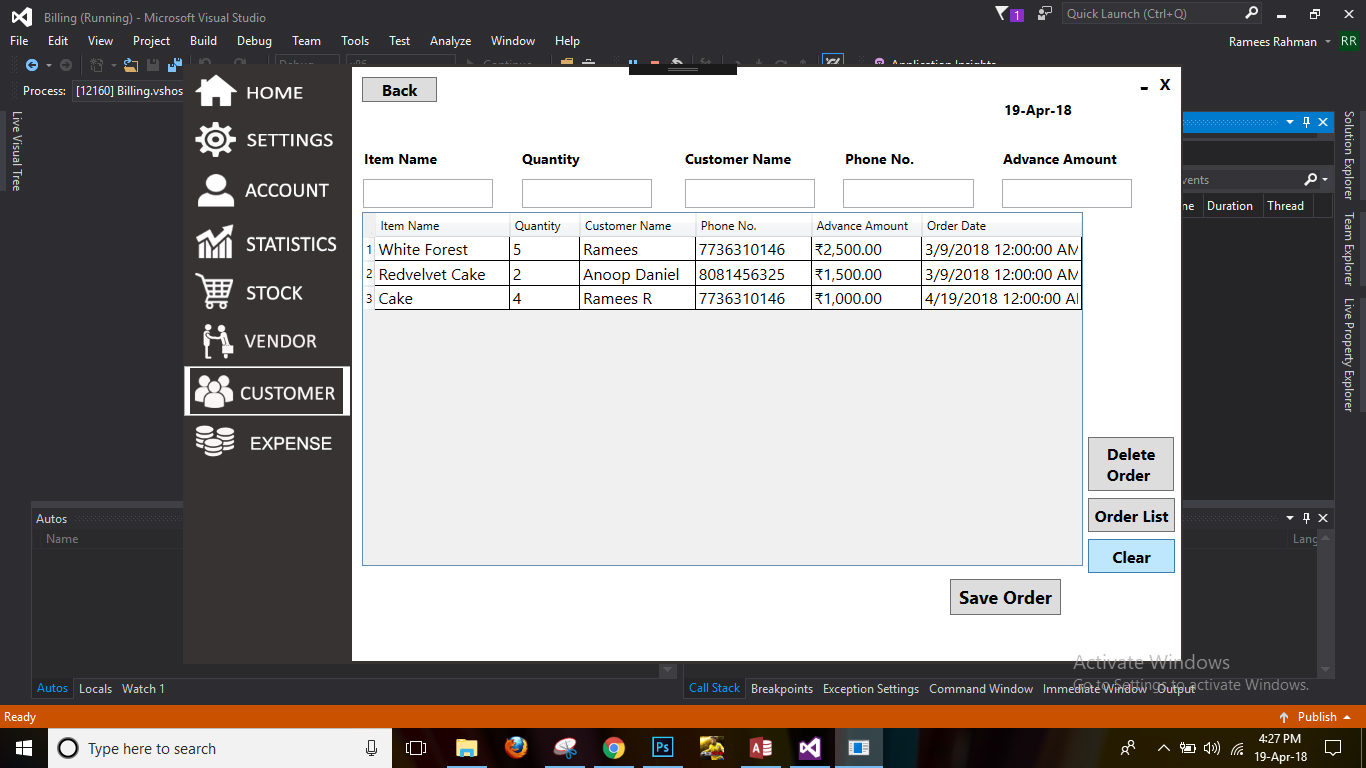 Billing (Running) - Microsoft Visual Studio
1
Quick Launch (Ctrl+Q)
File Edit View Project Build Debug Team Tools Test Analyze Window Help
Ramees Rahman
RR
Process: [12160] Billing.vshos
Live Visual Tree
HOME
SETTINGS
ACCOUNT
STATISTICS
STOCK
VENDOR
CUSTOMER
EXPENSE
Back
X
19-Apr-18
Item Name Quantity Customer Name Phone No. Advance Amount
Item Name Quantity Customer Name Phone No. Advance Amount Order Date
1 White Forest 5 Ramees 7736310146 ₹2,500.00 3/9/2018 12:00:00 AM
2 Redvelvet Cake 2 Anoop Daniel 8081456325 ₹1,500.00 3/9/2018 12:00:00 AM
3 Cake 4 Ramees R 7736310146 ₹1,000.00 4/19/2018 12:00:00
Delete Order
Order List
Clear
Save Order
Duration Thread
Solution Explorer
Team Explorer
Live Property Explorer
Autos
Name
Lang
Activate Windows
Go to Settings to activate Windows.
Autos Locals Watch 1
Call Stack Breakpoints Exception Settings Command Window Immediate Window Output
Ready
Publish
Type here to search
Ps
A
4:27 PM
19-Apr-18